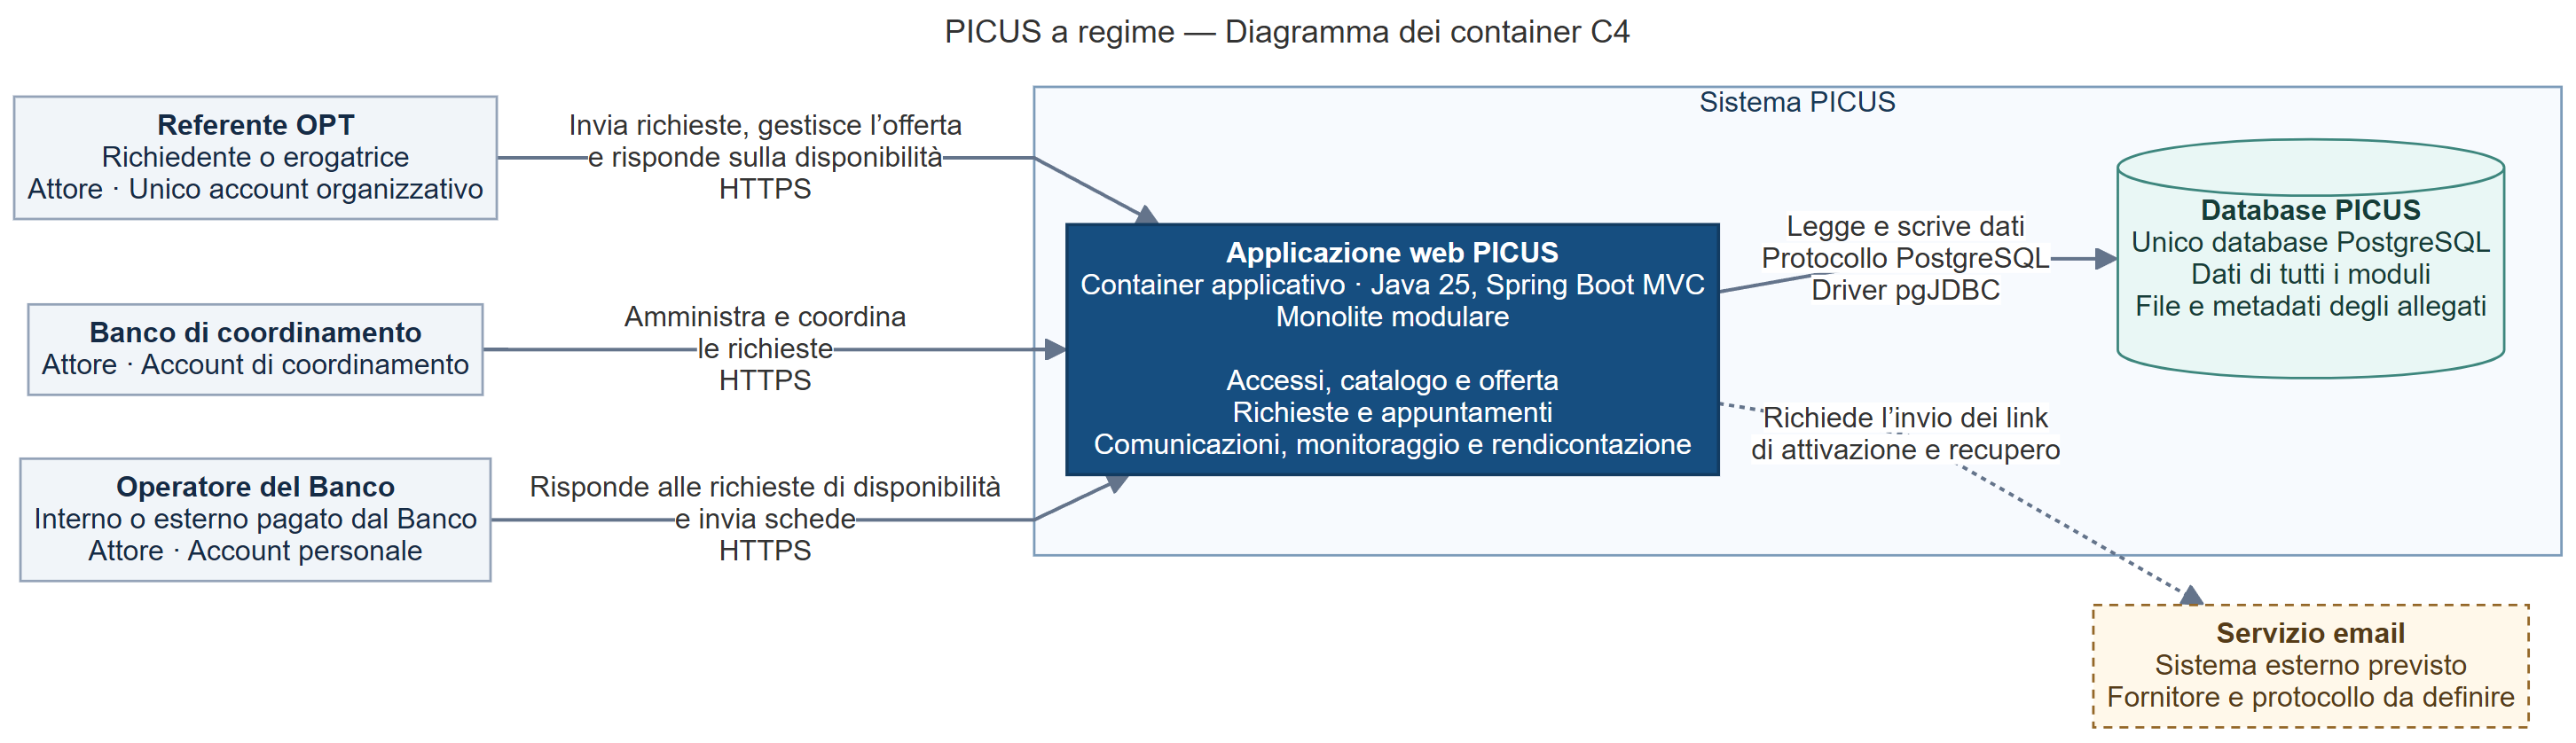 PICUS a regime — Diagramma dei container C4
Sistema PICUS
Referente OPT
Richiedente o erogatrice
Attore · Unico account organizzativo
Invia richieste, gestisce l’offerta
e risponde sulla disponibilità
HTTPS
Banco di coordinamento
Attore · Account di coordinamento
Amministra e coordina
le richieste
HTTPS
Operatore del Banco
Interno o esterno pagato dal Banco
Attore · Account personale
Risponde alle richieste di disponibilità
e invia schede
HTTPS
Applicazione web PICUS
Container applicativo · Java 25, Spring Boot MVC
Monolite modulare
Accessi, catalogo e offerta
Richieste e appuntamenti
Comunicazioni, monitoraggio e rendicontazione
Legge e scrive dati
Protocollo PostgreSQL
Driver pgJDBC
Database PICUS
Unico database PostgreSQL
Dati di tutti i moduli
File e metadati degli allegati
Richiede l’invio dei link
di attivazione e recupero
Servizio email
Sistema esterno previsto
Fornitore e protocollo da definire